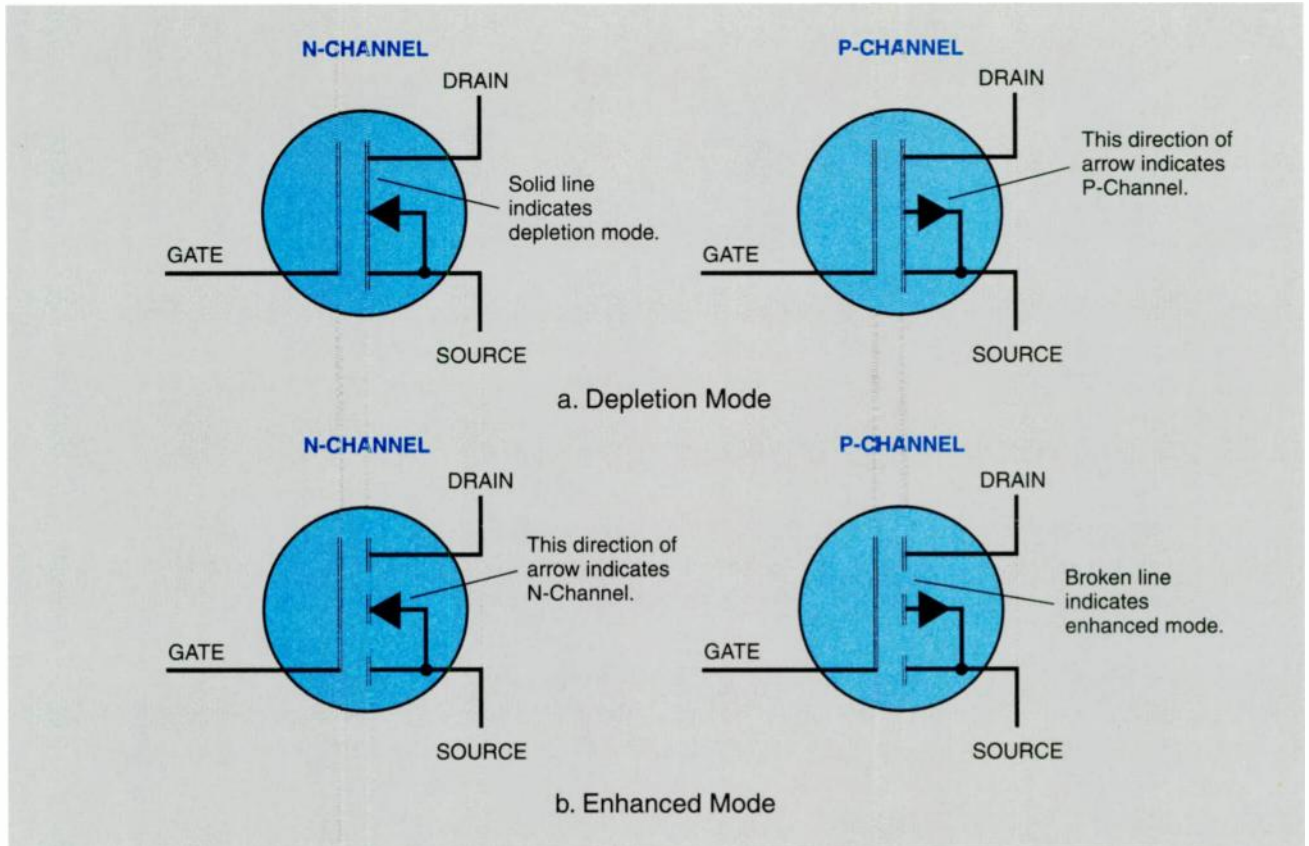 N-CHANNEL
P-CHANNEL
DRAIN
DRAIN
Solid line
indicates
depletion mode.
This direction of
arrow indicates
P-Channel.
GATE
GATE
SOURCE
SOURCE
a. Depletion Mode
N-CHANNEL
P-CHANNEL
DRAIN
DRAIN
This direction of
arrow indicates
N-Channel.
Broken line
indicates
enhanced mode.
GATE
GATE
SOURCE
SOURCE
b. Enhanced Mode